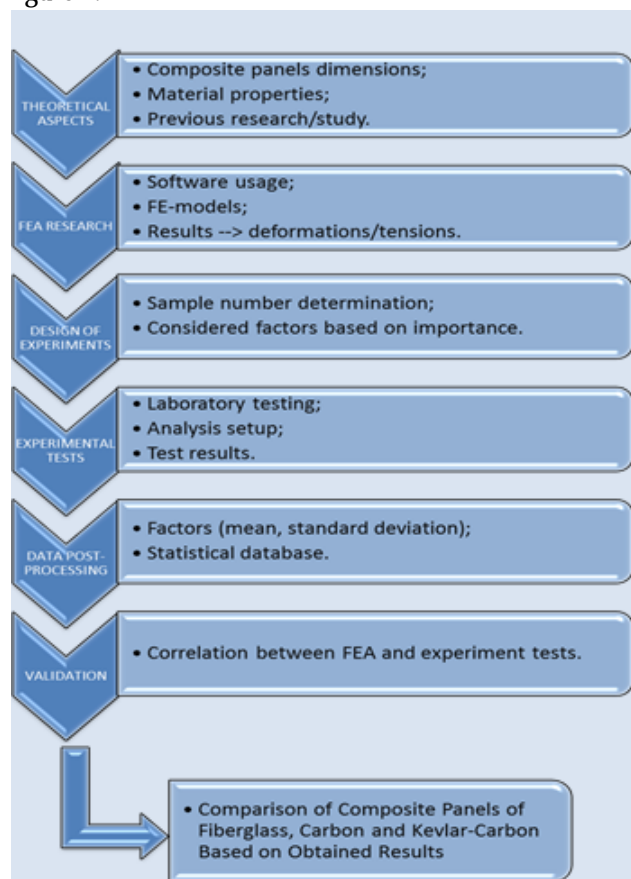 THEORETICAL
ASPECTS
• Composite panels dimensions;
• Material properties;
• Previous research/study.
FEA RESEARCH
• Software usage;
• FE-models;
• Results --> deformations/tensions.
DESIGN OF
EXPERIMENTS
• Sample number determination;
• Considered factors based on importance.
EXPERIMENTAL
TESTS
• Laboratory testing;
• Analysis setup;
• Test results.
DATA POST-
PROCESSING
• Factors (mean, standard deviation);
• Statistical database.
VALIDATION
• Correlation between FEA and experiment tests.
• Comparison of Composite Panels of
Fiberglass, Carbon and Kevlar-Carbon
Based on Obtained Results